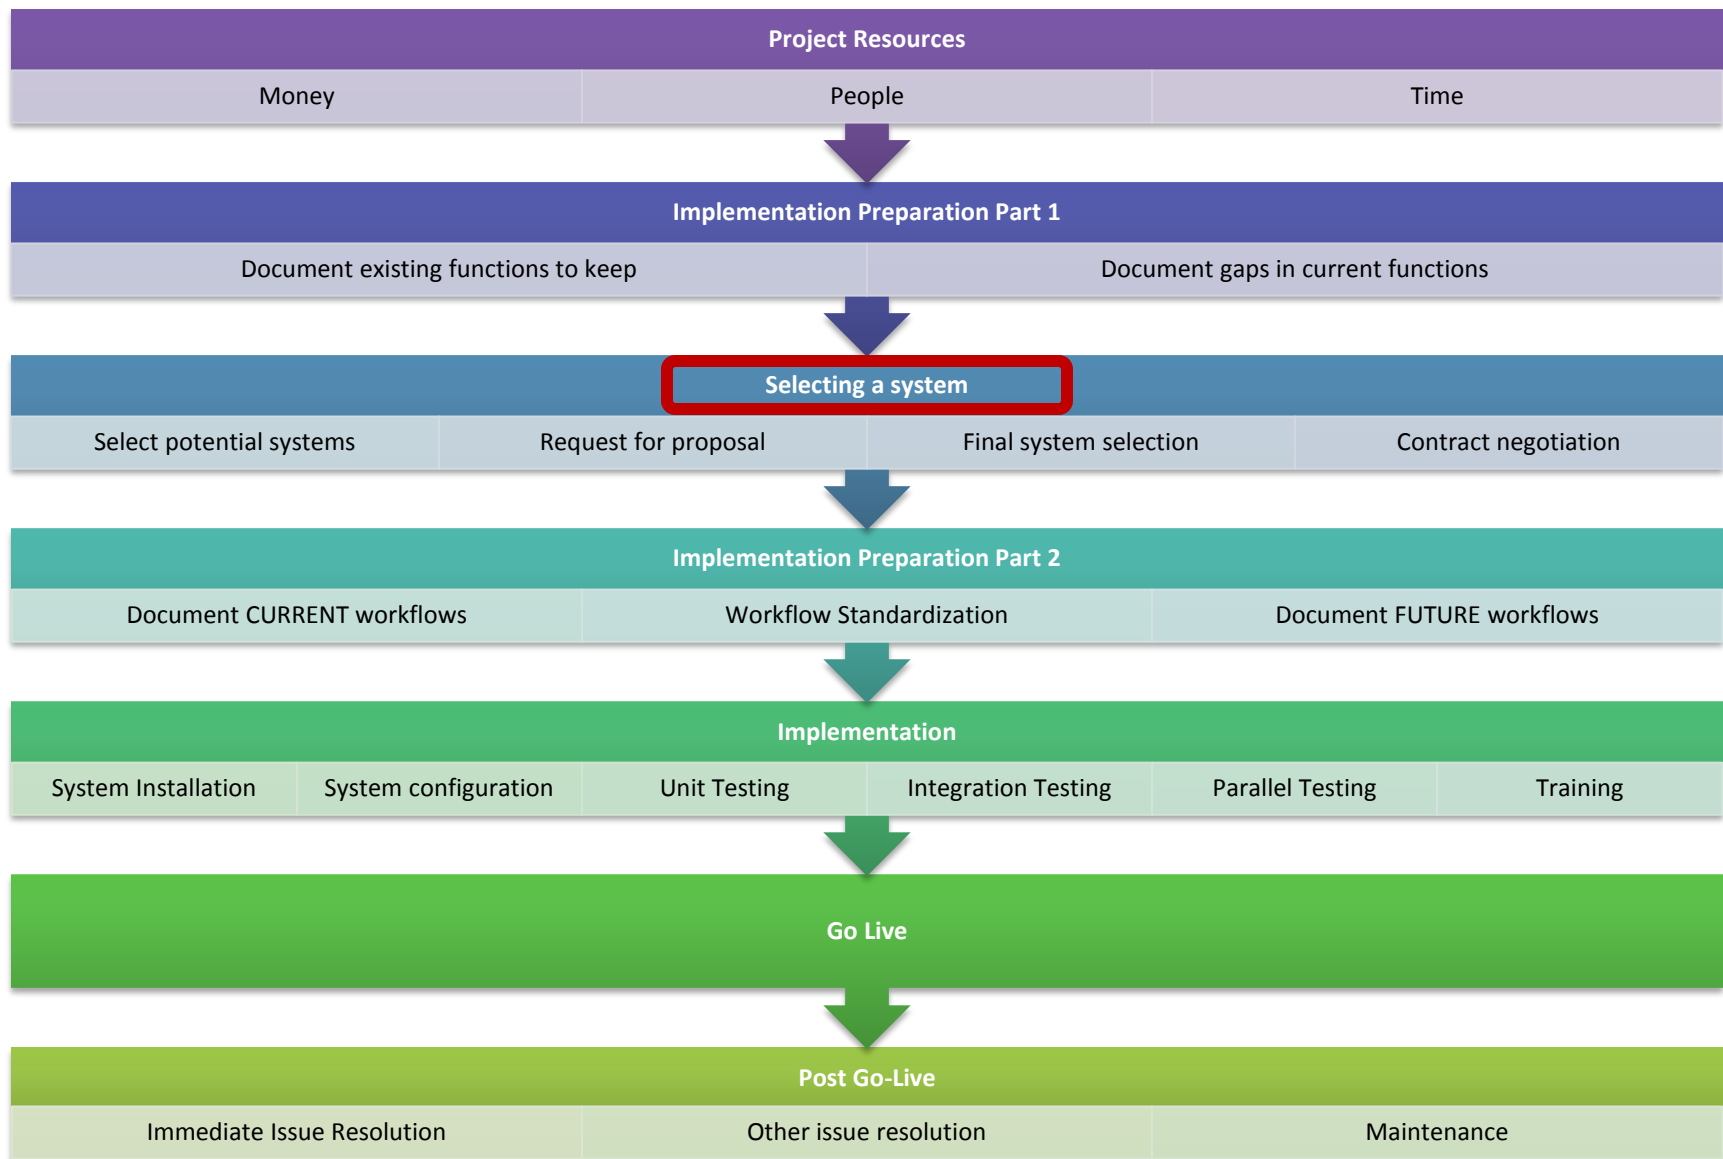 Project Resources
Money
People
Time
Implementation Preparation Part 1
Document existing functions to keep
Document gaps in current functions
Selecting a system
Select potential systems
Request for proposal
Final system selection
Contract negotiation
Implementation Preparation Part 2
Document CURRENT workflows
Workflow Standardization
Document FUTURE workflows
Implementation
System Installation
System configuration
Unit Testing
Integration Testing
Parallel Testing
Training
Go Live
Post Go-Live
Immediate Issue Resolution
Other issue resolution
Maintenance